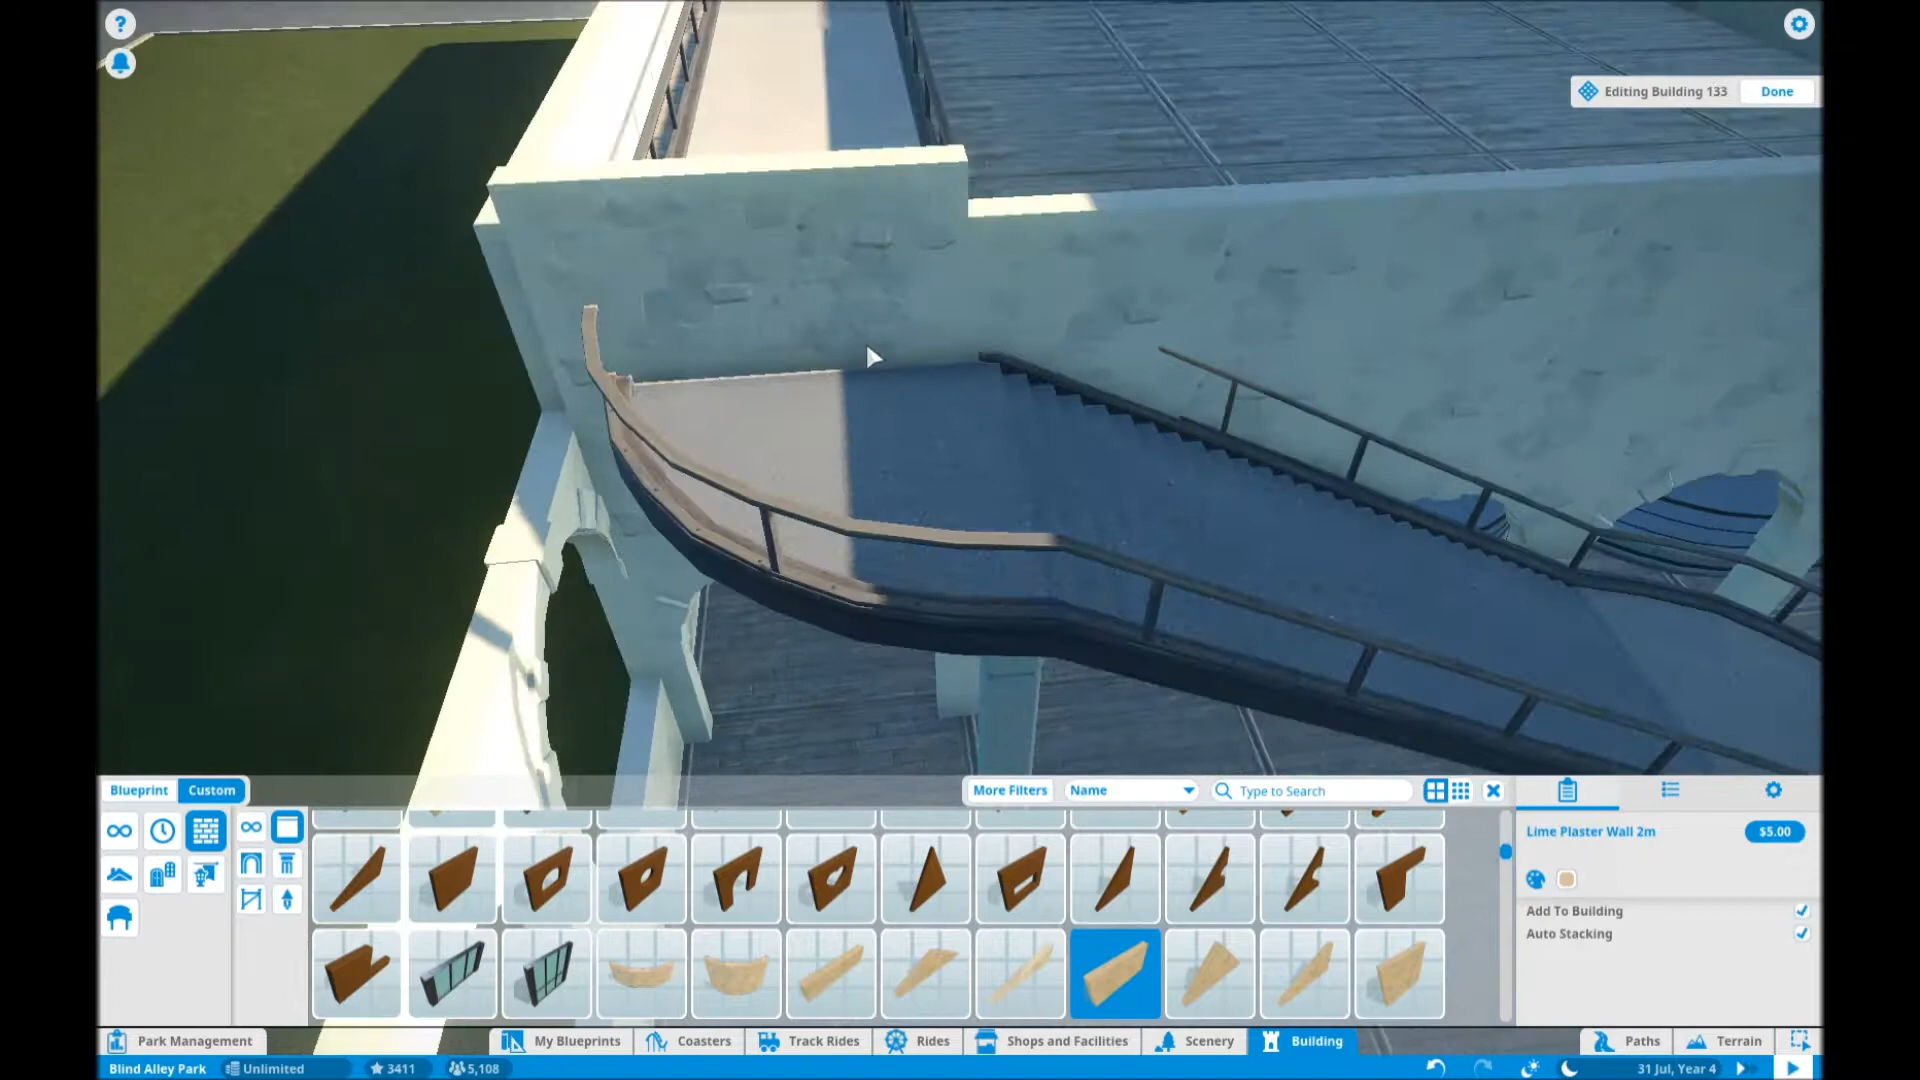 ?
Editing Building 133 Done
Blueprint Custom
More Filters Name Type to Search
Lime Plaster Wall 2m $5.00
Add To Building
Auto Stacking
Park Management My Blueprints Coasters Track Rides Rides Shops and Facilities Scenery Building Paths Terrain
Blind Alley Park Unlimited 3411 5,108 31 Jul, Year 4